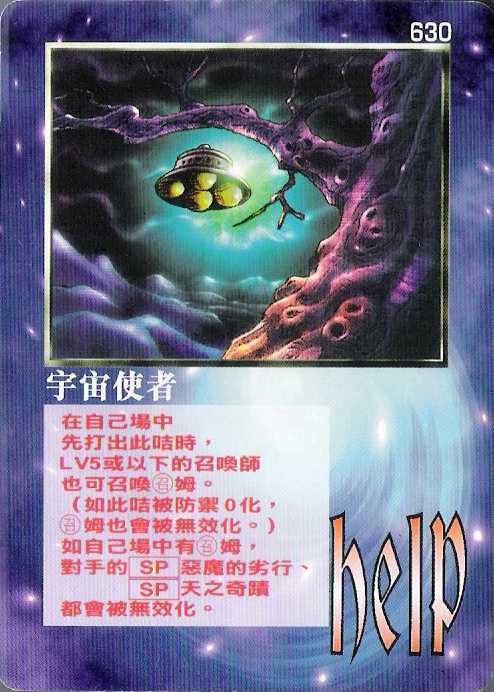 630
宇宙使者
在自己場中
先打出此咭時，
LV5或以下的召喚師
也可召喚㊁姆。
（如此咭被防禦0化，
召姆也會被無效化。）
如自己場中有召姆，
對手的 SP 惡魔的劣行、
SP 天之奇蹟
都會被無效化。
help